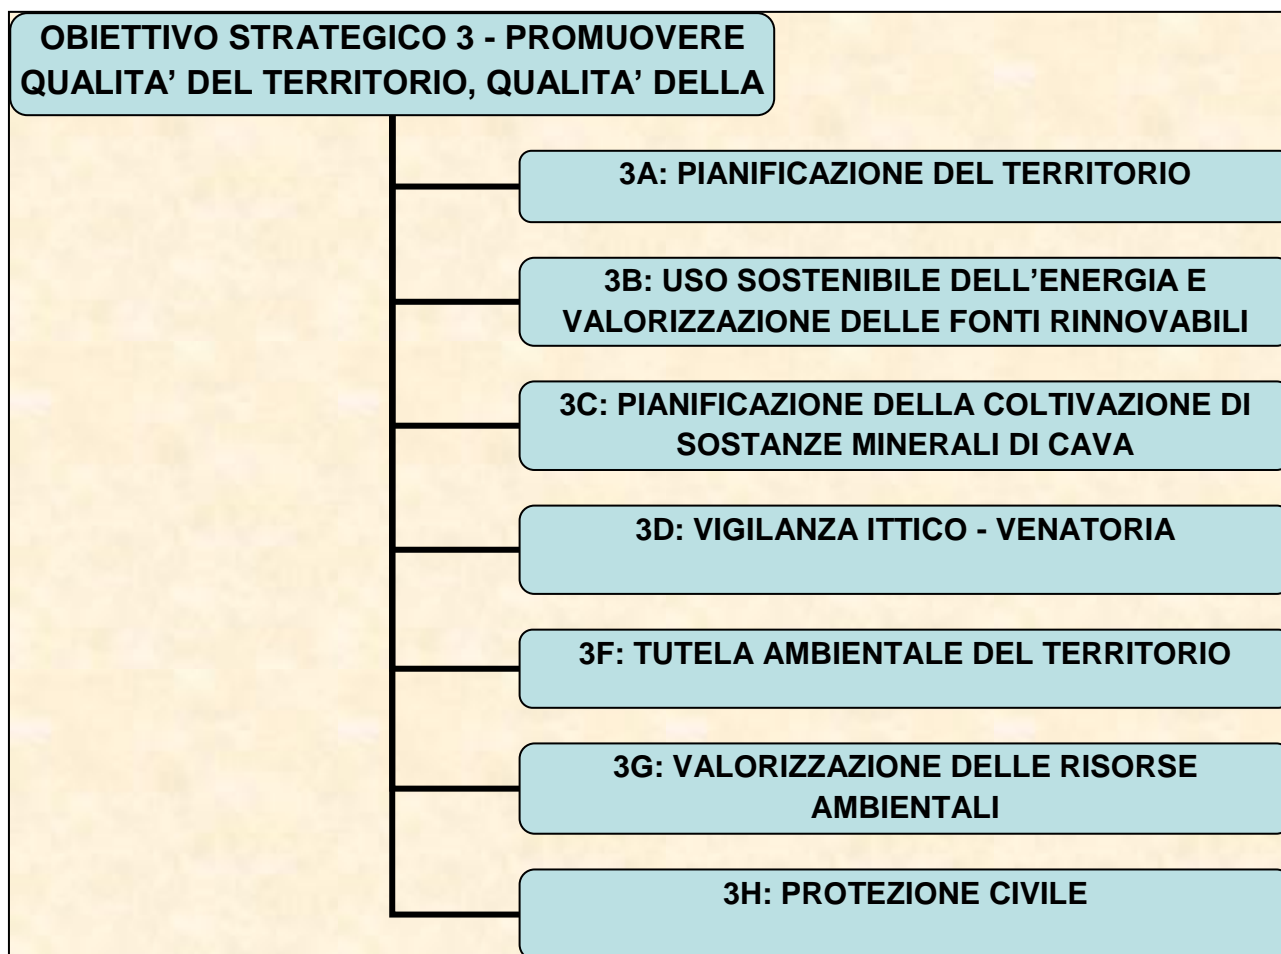 OBIETTIVO STRATEGICO 3 - PROMUOVERE
QUALITA’ DEL TERRITORIO, QUALITA’ DELLA
3A: PIANIFICAZIONE DEL TERRITORIO
3B: USO SOSTENIBILE DELL’ENERGIA E
VALORIZZAZIONE DELLE FONTI RINNOVABILI
3C: PIANIFICAZIONE DELLA COLTIVAZIONE DI
SOSTANZE MINERALI DI CAVA
3D: VIGILANZA ITTICO - VENATORIA
3F: TUTELA AMBIENTALE DEL TERRITORIO
3G: VALORIZZAZIONE DELLE RISORSE
AMBIENTALI
3H: PROTEZIONE CIVILE